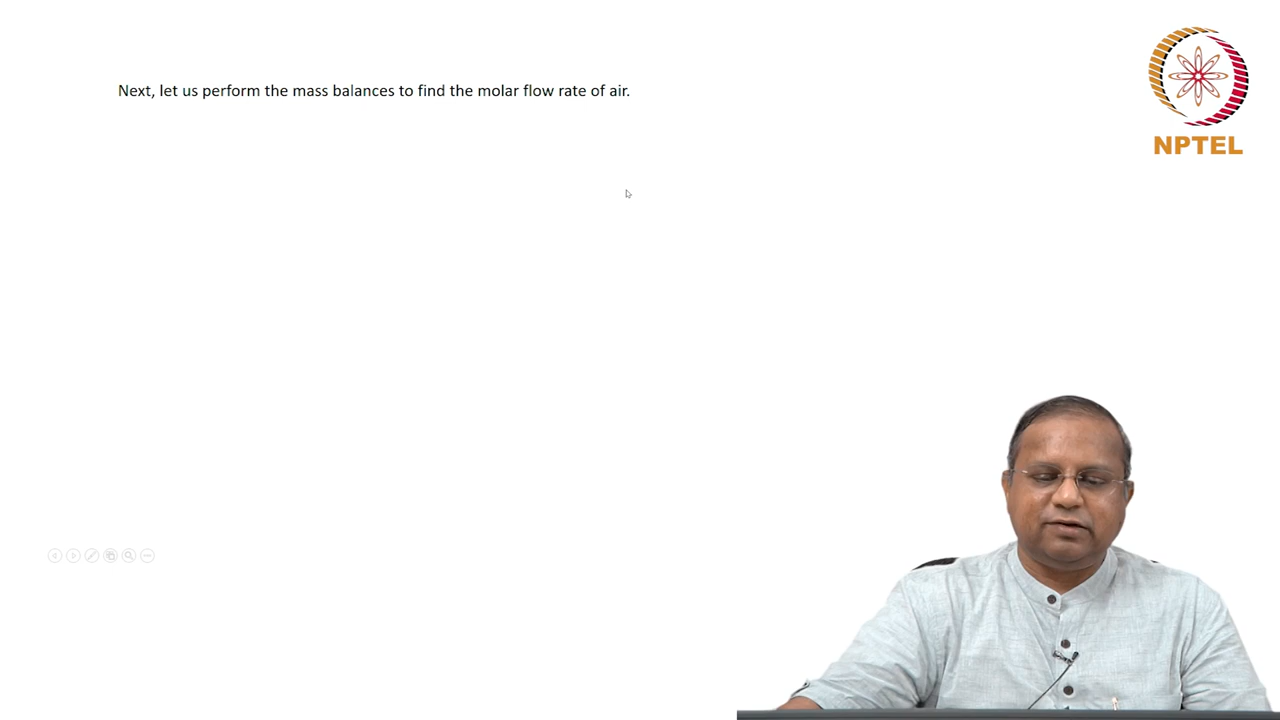 Next, let us perform the mass balances to find the molar flow rate of air.
NPTEL